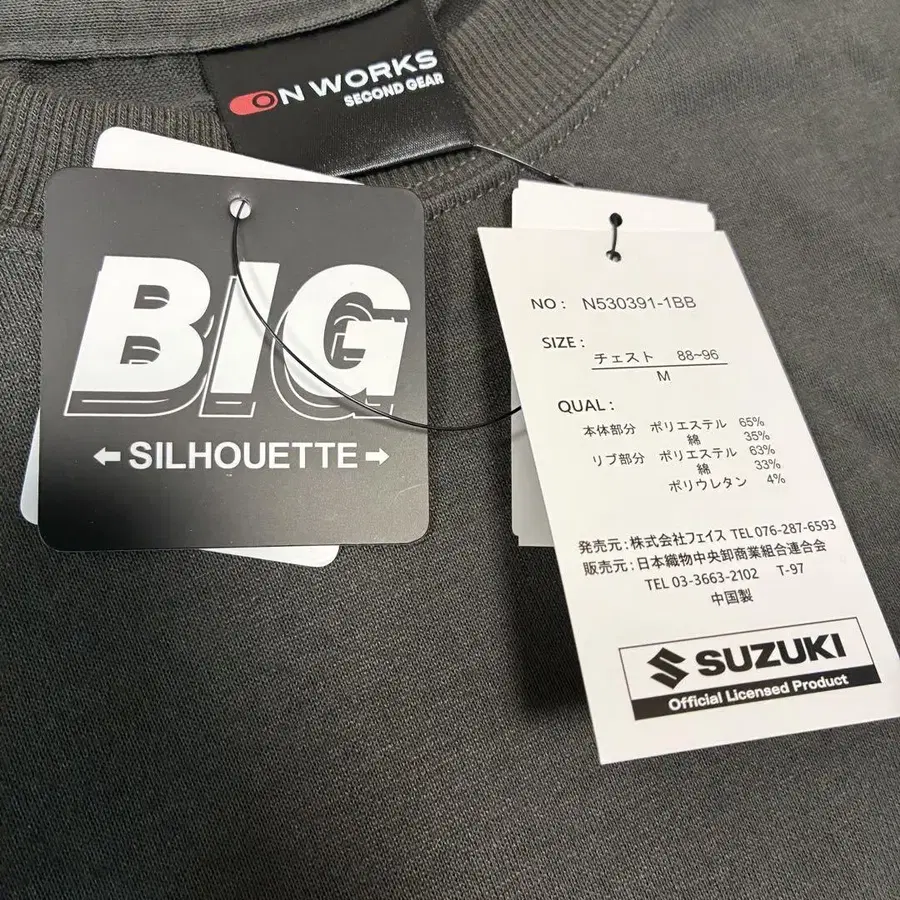 ON WORKS
SECOND GEAR
BIG
←SILHOUETTE→
NO : N530391-1BB
SIZE :
チェスト 88~96
M
QUAL :
本体部分 ポリエステル 65%
綿 35%
リブ部分 ポリエステル 63%
綿 33%
ポリウレタン 4%
発売元 : 株式会社フェイス TEL 076-287-6593
販売元 : 日本織物中央卸商業組合連合会
TEL 03-3663-2102 T-97
中国製
SUZUKI
Official Licensed Product